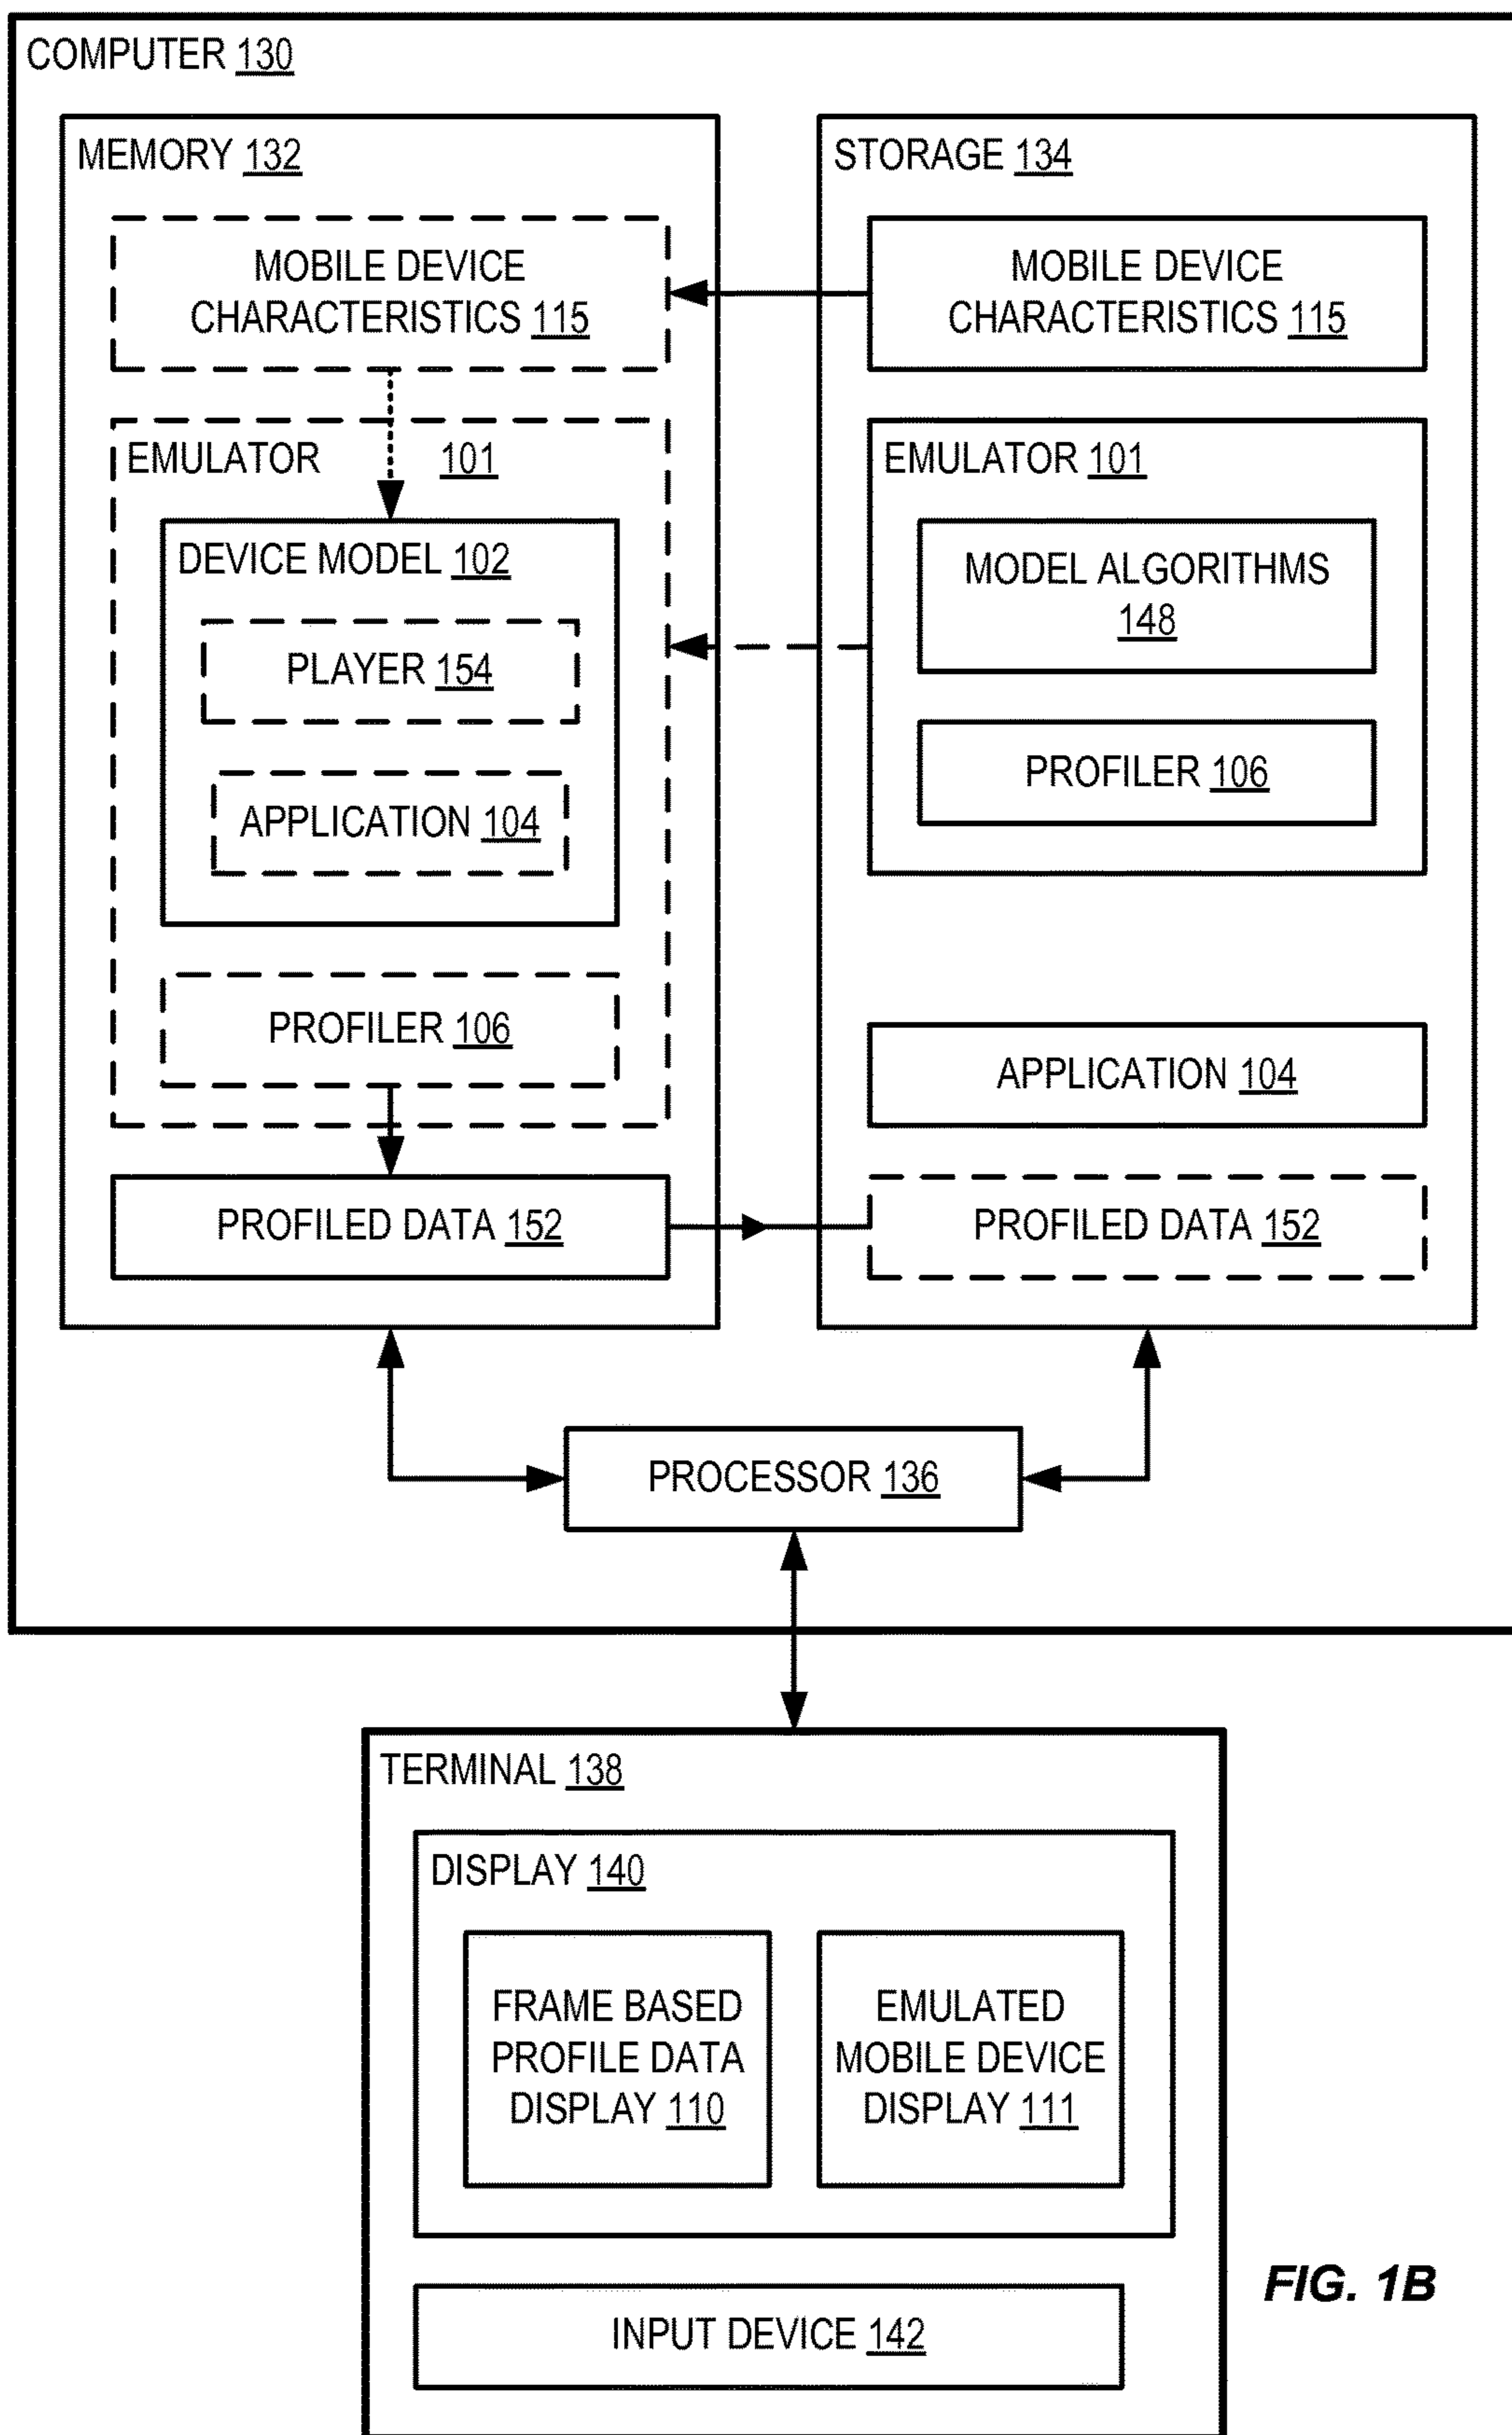 COMPUTER 130
MEMORY 132
MOBILE DEVICE
CHARACTERISTICS 115
EMULATOR 101
DEVICE MODEL 102
PLAYER 154
APPLICATION 104
PROFILER 106
PROFILED DATA 152
STORAGE 134
MOBILE DEVICE
CHARACTERISTICS 115
EMULATOR 101
MODEL ALGORITHMS
148
PROFILER 106
APPLICATION 104
PROFILED DATA 152
PROCESSOR 136
TERMINAL 138
DISPLAY 140
FRAME BASED
PROFILE DATA
DISPLAY 110
EMULATED
MOBILE DEVICE
DISPLAY 111
INPUT DEVICE 142
FIG. 1B